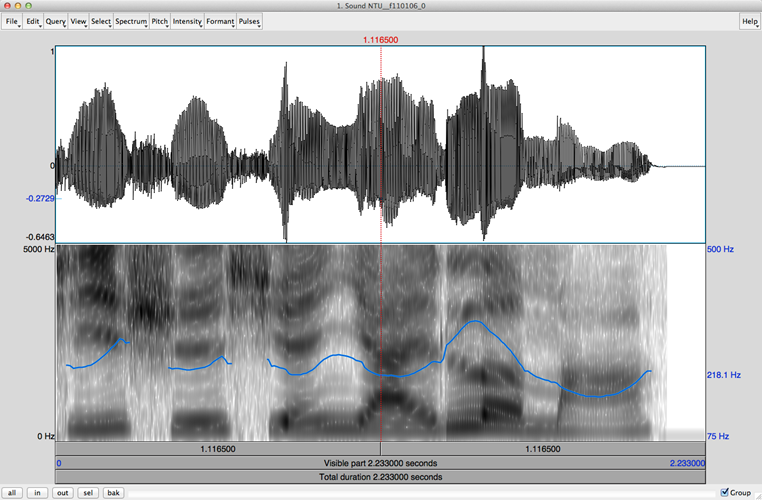 1. Sound NTU__f110106_0
File Edit Query View Select Spectrum Pitch Intensity Formant Pulses Help
1.116500
1
0
-0.2729
-0.6463
5000 Hz 500 Hz
218.1 Hz
0 Hz 75 Hz
1.116500 1.116500
0 Visible part 2.233000 seconds 2.233000
Total duration 2.233000 seconds
all in out sel bak Group